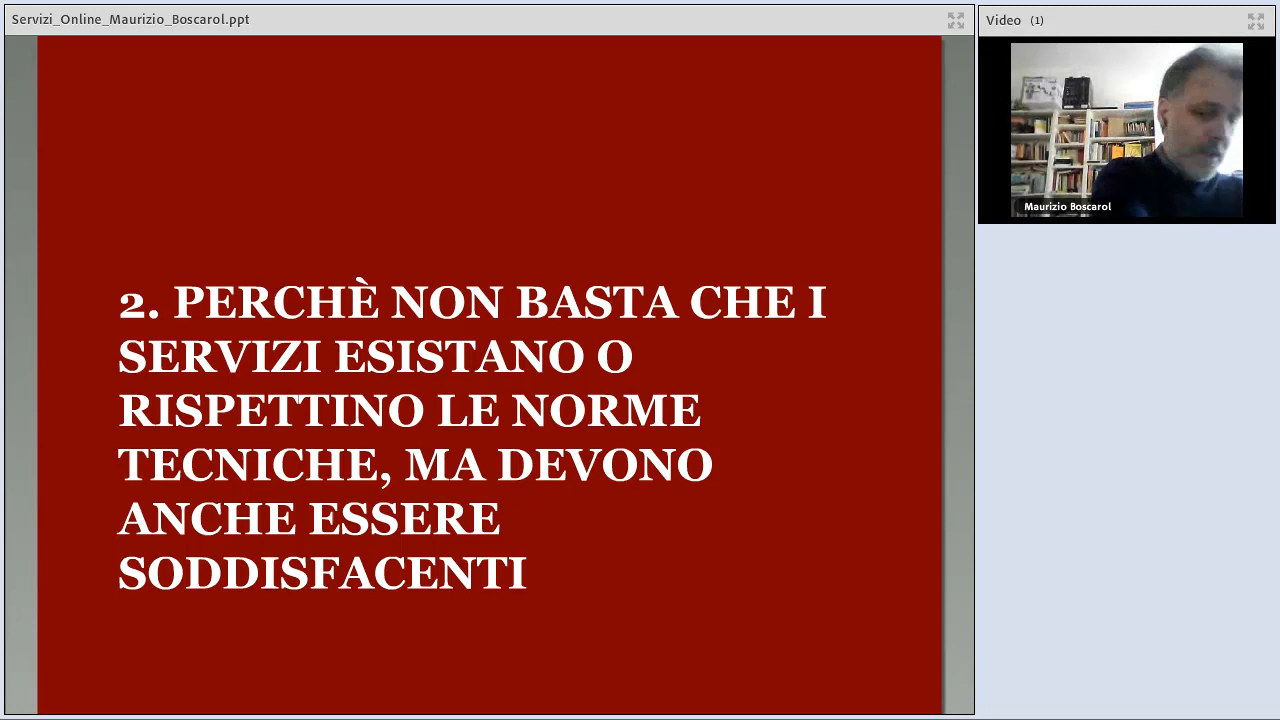 Servizi_Online_Maurizio_Boscarol.ppt
Video (1)
Maurizio Boscarol
2. PERCHÈ NON BASTA CHE I
SERVIZI ESISTANO O
RISPETTINO LE NORME
TECNICHE, MA DEVONO
ANCHE ESSERE
SODDISFACENTI